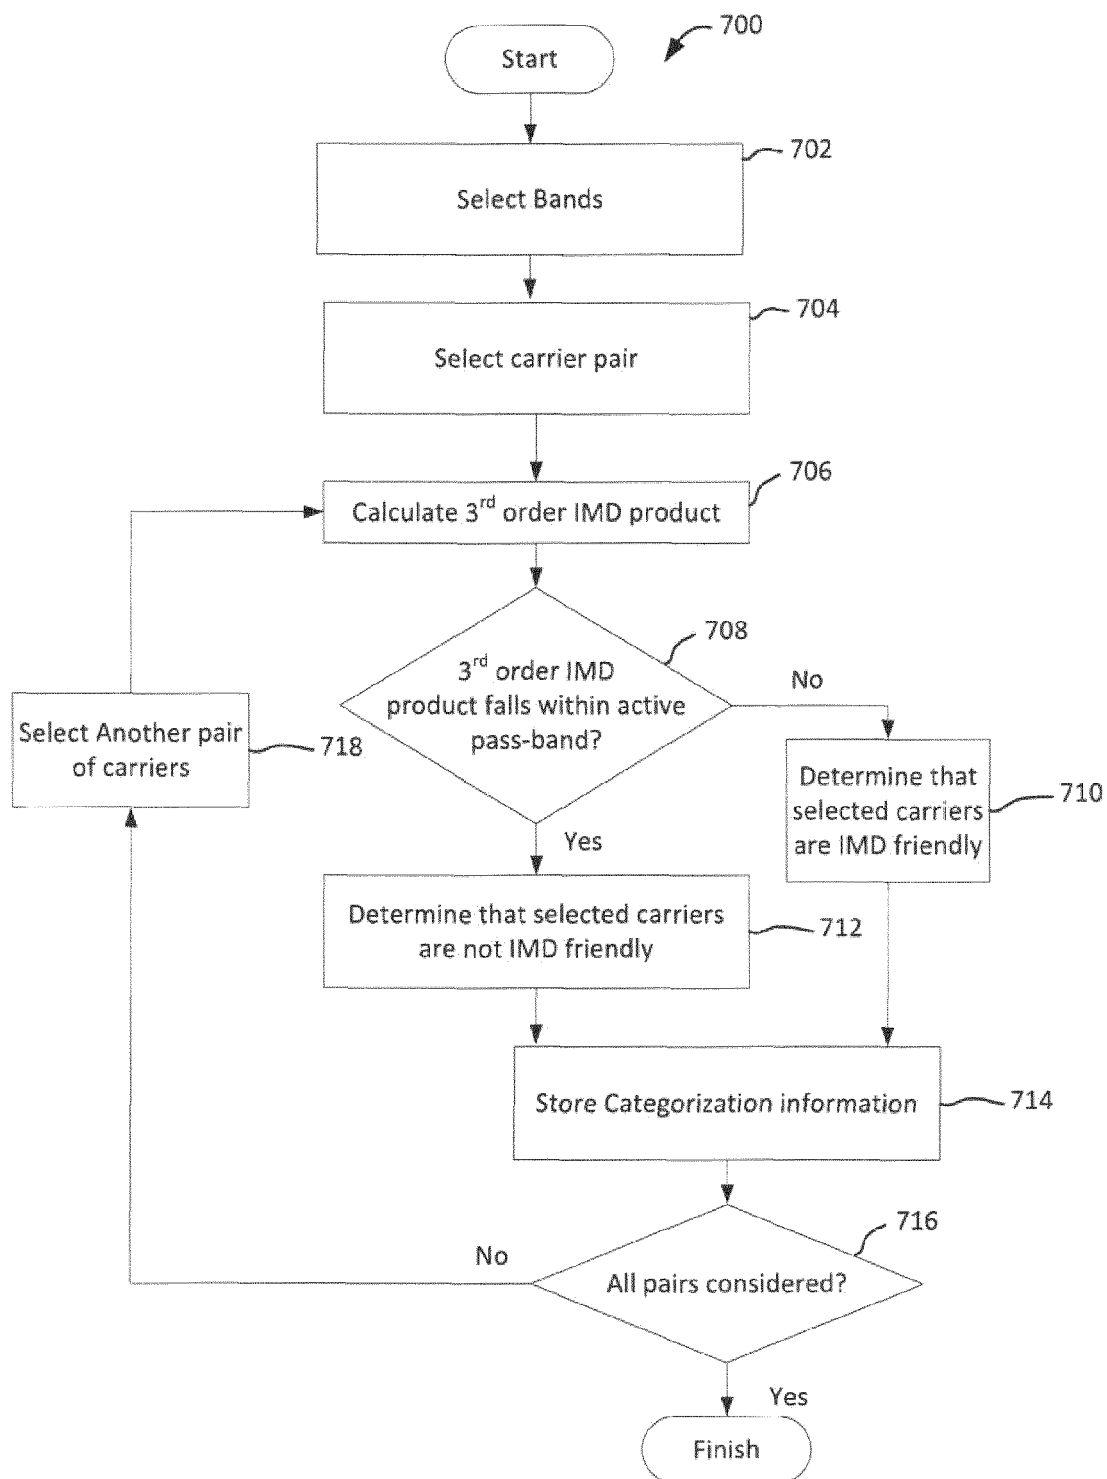 700
Start
702
Select Bands
704
Select carrier pair
706
Calculate 3rd order IMD product
708
3rd order IMD
product falls within active
pass-band?
No
Select Another pair
of carriers
718
Determine that
selected carriers
are IMD friendly
710
Yes
Determine that selected carriers
are not IMD friendly
712
Store Categorization information
714
716
No
All pairs considered?
Yes
Finish